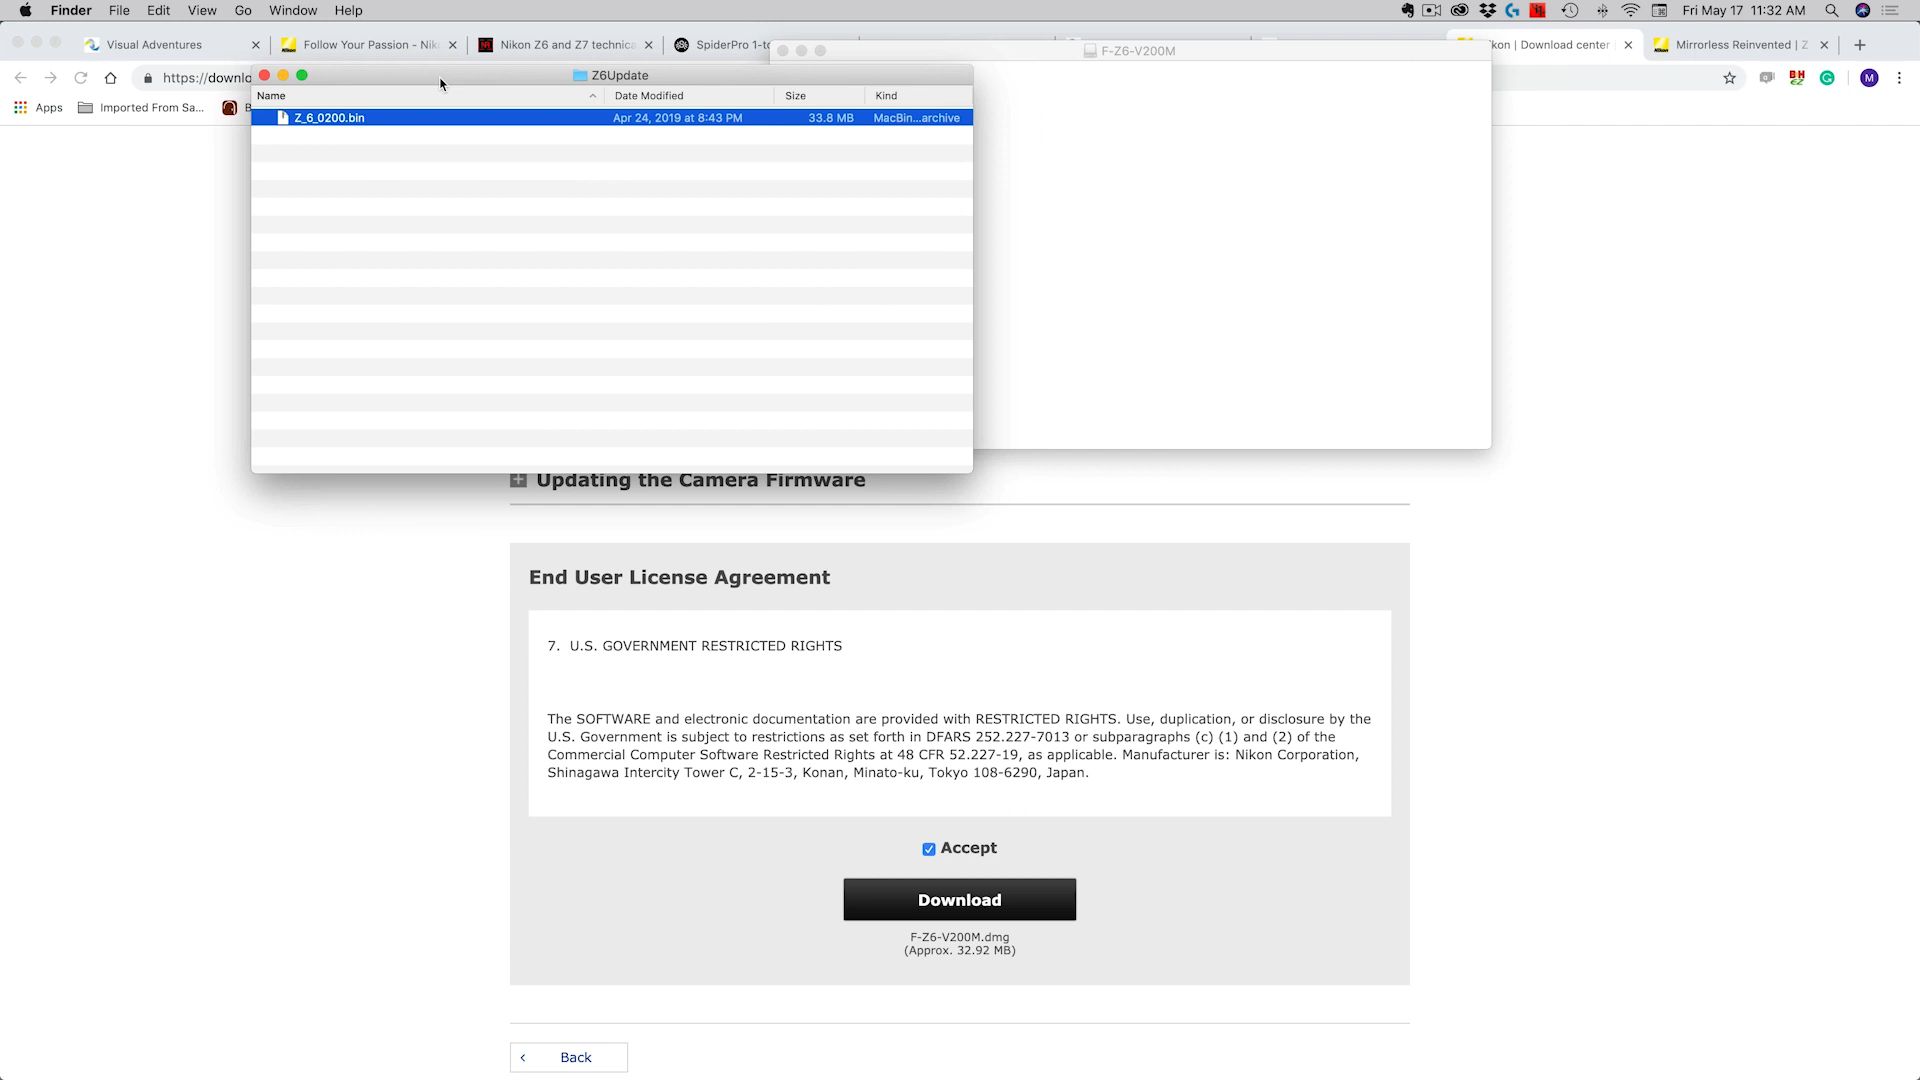 Finder File Edit View Go Window Help
Fri May 17 11:32 AM
Visual Adventures
Follow Your Passion - Nik
Nikon Z6 and Z7 technica
SpiderPro 1-to
F-Z6-V200M
kon | Download center
Mirrorless Reinvented | Z
https://downlo
Z6Update
M
Apps
Imported From Sa...
B
Name Date Modified Size Kind
Z_6_0200.bin Apr 24, 2019 at 8:43 PM 33.8 MB MacBin...archive
Updating the Camera Firmware
End User License Agreement
7. U.S. GOVERNMENT RESTRICTED RIGHTS
The SOFTWARE and electronic documentation are provided with RESTRICTED RIGHTS. Use, duplication, or disclosure by the
U.S. Government is subject to restrictions as set forth in DFARS 252.227-7013 or subparagraphs (c) (1) and (2) of the
Commercial Computer Software Restricted Rights at 48 CFR 52.227-19, as applicable. Manufacturer is: Nikon Corporation,
Shinagawa Intercity Tower C, 2-15-3, Konan, Minato-ku, Tokyo 108-6290, Japan.
Accept
Download
F-Z6-V200M.dmg
(Approx. 32.92 MB)
Back